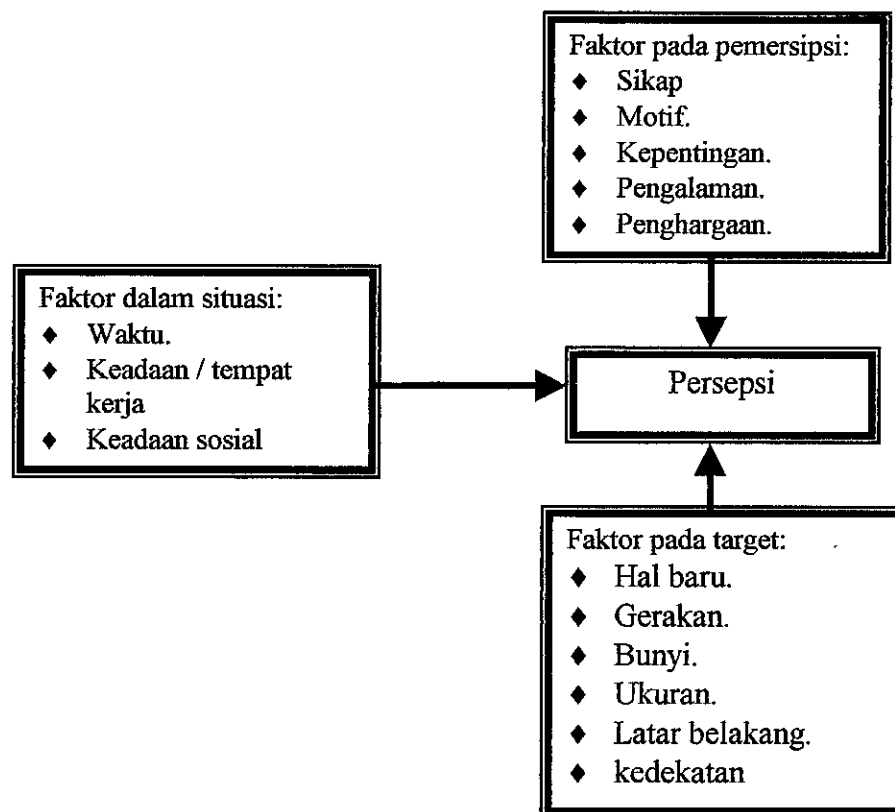 Faktor pada pemersipsi:
♦ Sikap
♦ Motif.
♦ Kepentingan.
♦ Pengalaman.
♦ Penghargaan.
Faktor dalam situasi:
♦ Waktu.
♦ Keadaan / tempat
kerja
♦ Keadaan sosial
Persepsi
Faktor pada target:
♦ Hal baru.
♦ Gerakan.
♦ Bunyi.
♦ Ukuran.
♦ Latar belakang.
♦ kedekatan